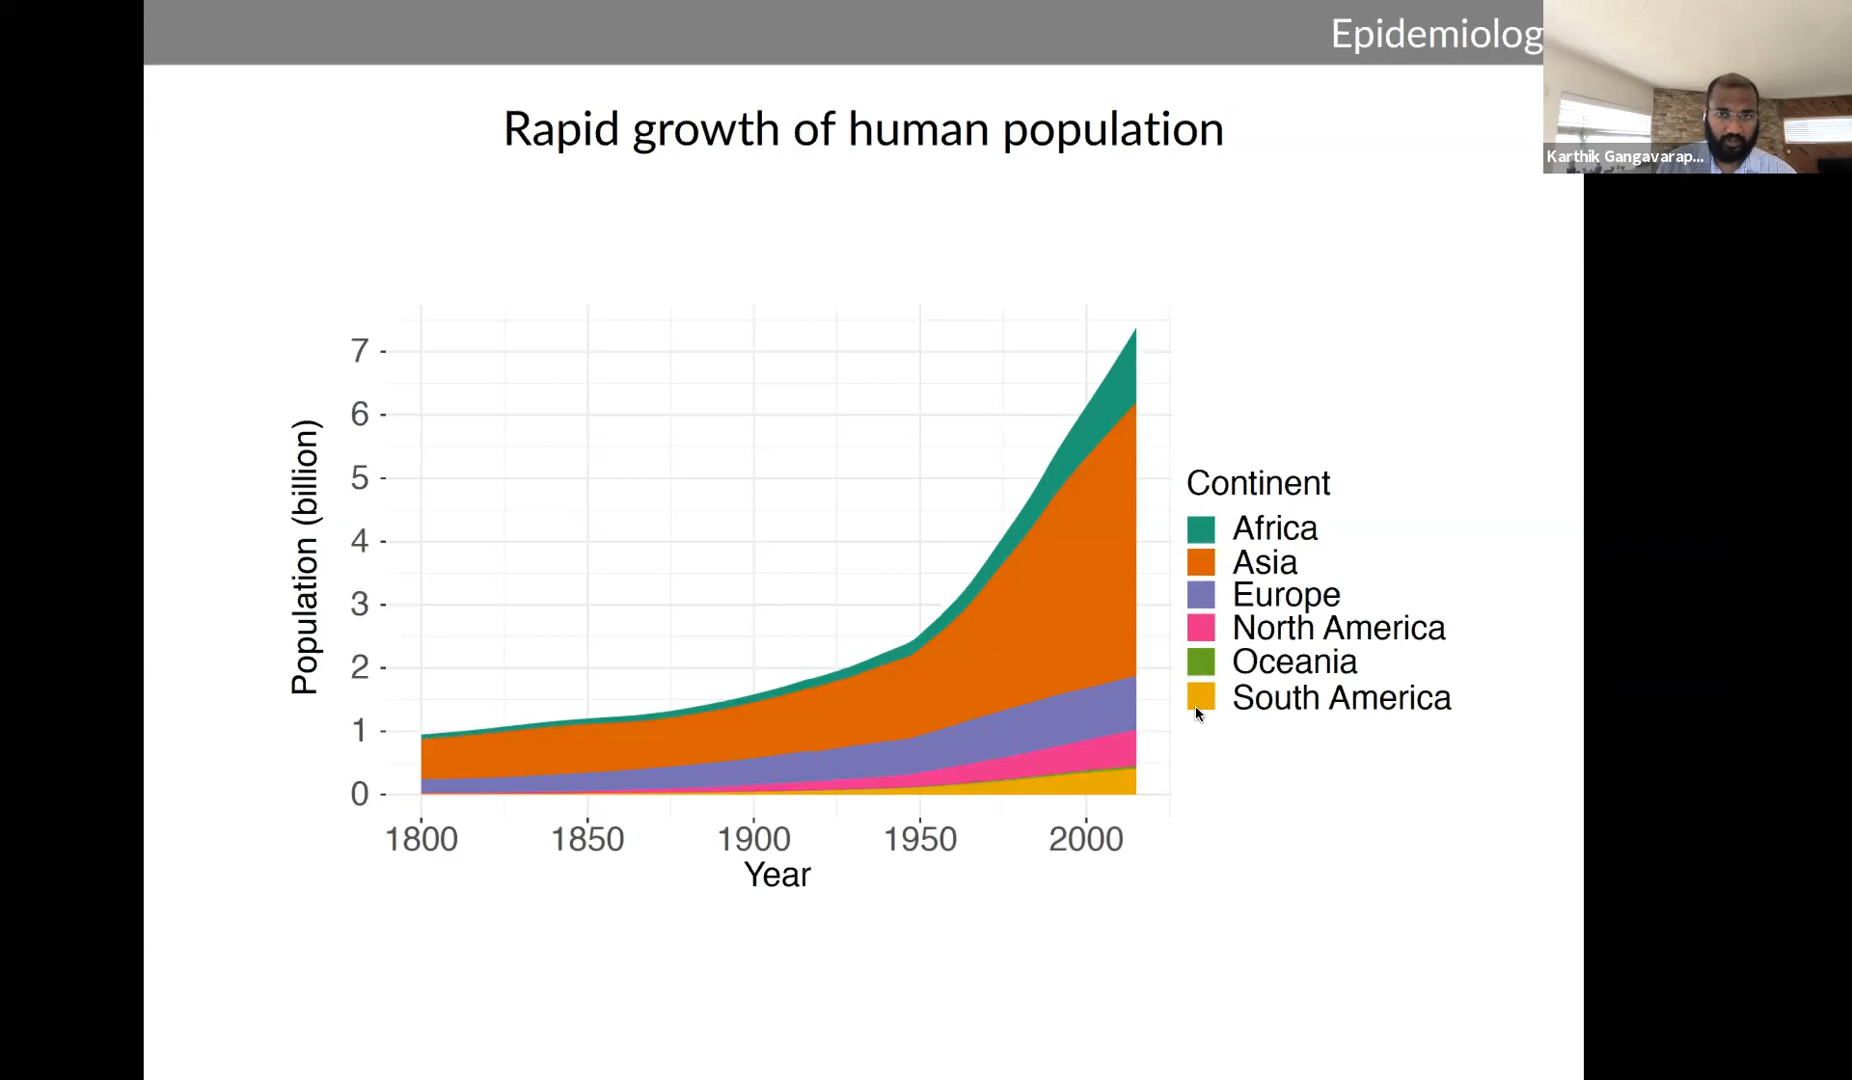 Epidemiolog
Karthik Gangavarap...
Rapid growth of human population
Population (billion)
7
6
5
4
3
2
1
0
1800 1850 1900 1950 2000
Year
Continent
Africa
Asia
Europe
North America
Oceania
South America